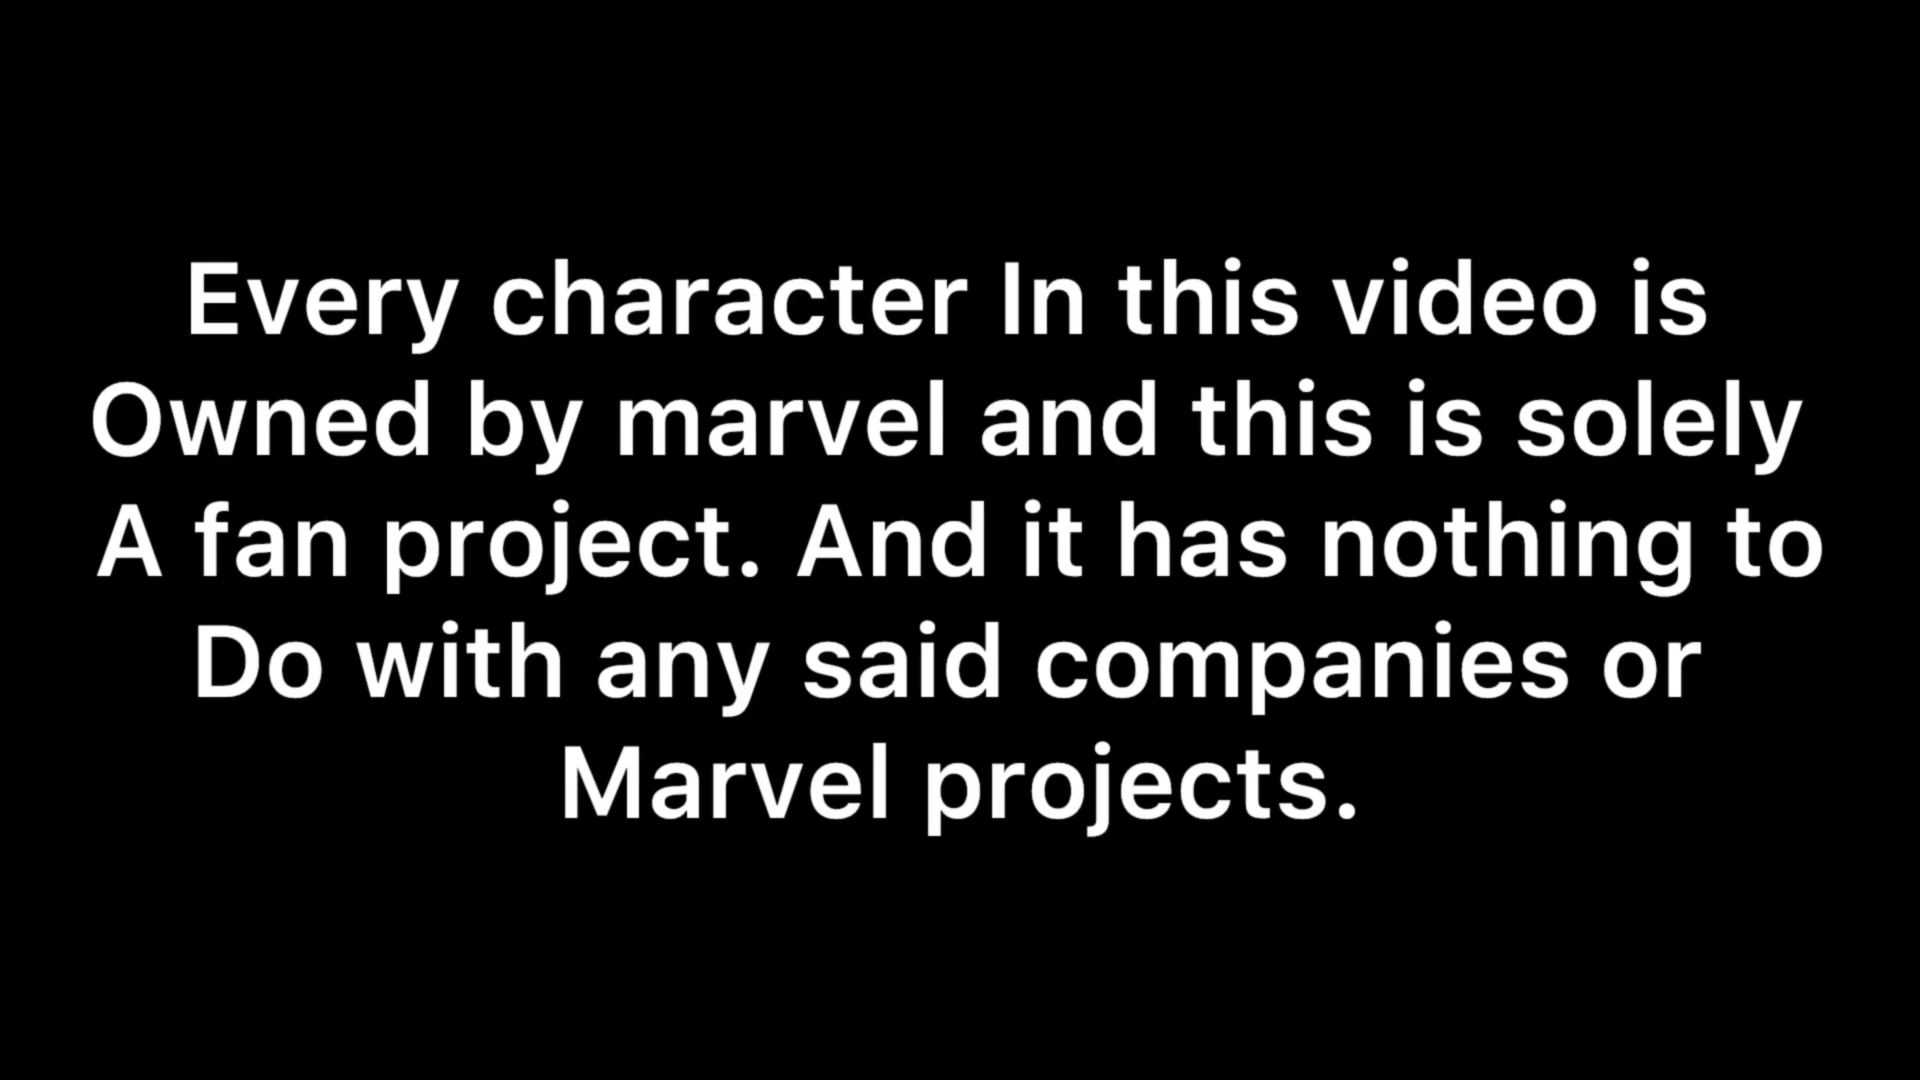 Every character In this video is
Owned by marvel and this is solely
A fan project. And it has nothing to
Do with any said companies or
Marvel projects.